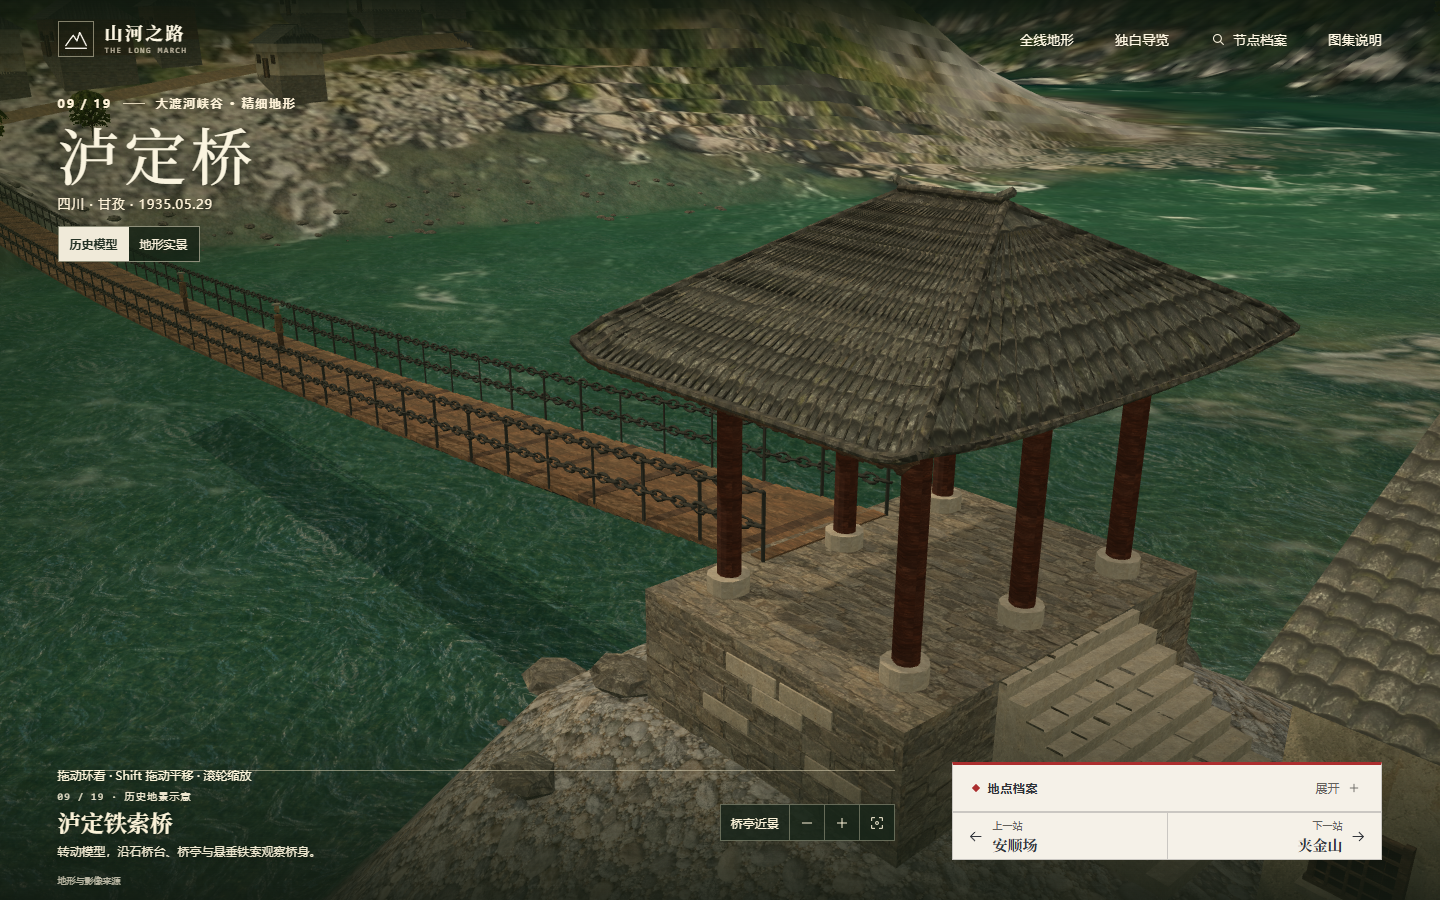 山河之路
THE LONG MARCH
全线地形
独白导览
节点档案
图集说明
09 / 19 —— 大渡河峡谷 • 精细地形
泸定桥
四川 · 甘孜 · 1935.05.29
历史模型
地形实景
拖动环看 · Shift 拖动平移 · 滚轮缩放
09 / 19 · 历史地景示意
泸定铁索桥
转动模型，沿石桥台、桥亭与悬垂铁索观察桥身。
地形与影像来源
桥亭近景
地点档案
展开 +
上一站
安顺场
下一站
夹金山